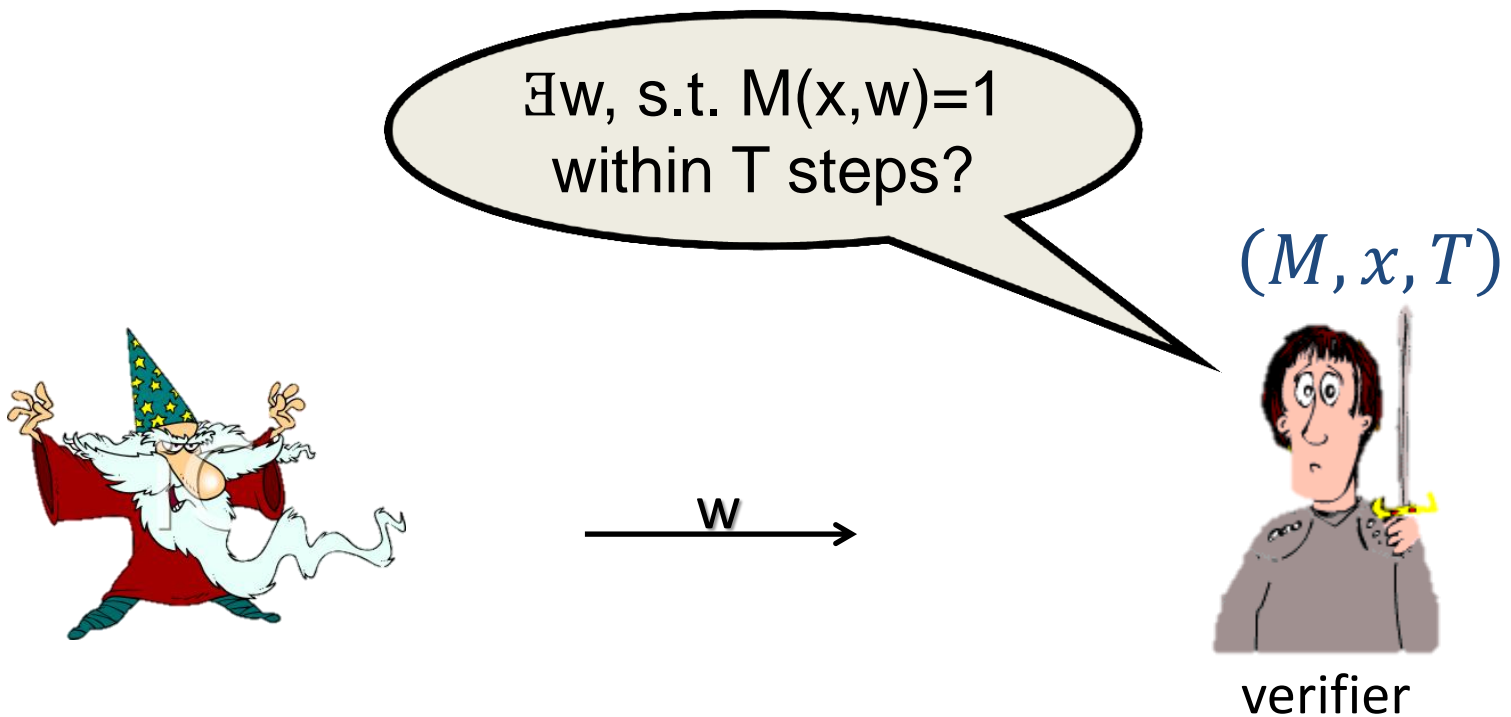 ∃w, s.t. M(x,w)=1
within T steps?
(M, x, T)
w
verifier